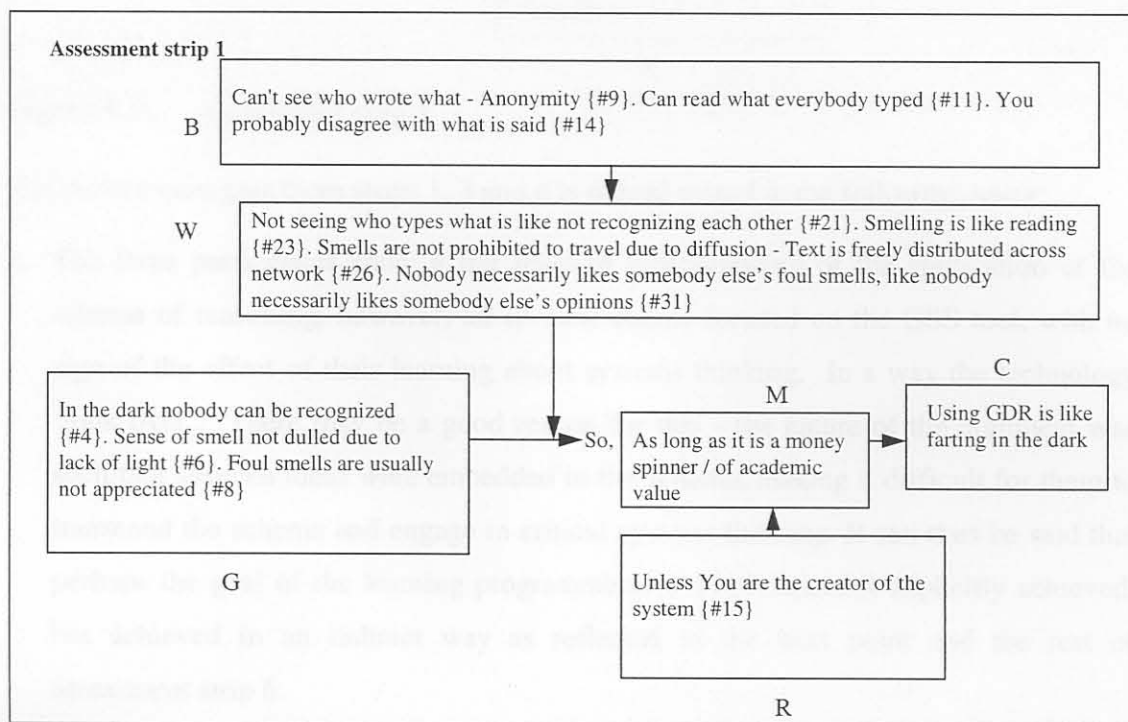 Assessment strip 1
B
Can't see who wrote what - Anonymity {#9}. Can read what everybody typed {#11}. You
probably disagree with what is said {#14}
W
Not seeing who types what is like not recognizing each other {#21}. Smelling is like reading
{#23}. Smells are not prohibited to travel due to diffusion - Text is freely distributed across
network {#26}. Nobody necessarily likes somebody else's foul smells, like nobody
necessarily likes somebody else's opinions {#31}
In the dark nobody can be recognized
{#4}. Sense of smell not dulled due to
lack of light {#6}. Foul smells are usually
not appreciated {#8}
G
So,
M
As long as it is a money
spinner / of academic
value
C
Using GDR is like
farting in the dark
Unless You are the creator of the
system {#15}
R